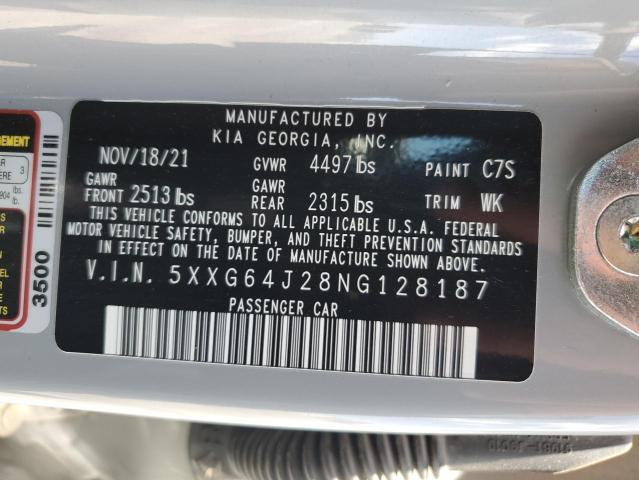 MANUFACTURED BY
KIA GEORGIA, INC.
NOV/18/21 GVWR 4497 lbs PAINT C7S
GAWR GAWR
FRONT 2513 lbs REAR 2315 lbs TRIM WK
THIS VEHICLE CONFORMS TO ALL APPLICABLE U.S.A. FEDERAL
MOTOR VEHICLE SAFETY, BUMPER, AND THEFT PREVENTION STANDARDS
IN EFFECT ON THE DATE OF MANUFACTURE SHOWN ABOVE.
V.I.N. 5XXG64J28NG128187
PASSENGER CAR
3500